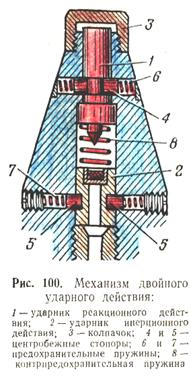 3
1
6
4
8
7
2
5
5
Рис. 100. Механизм двойного
ударного действия:
1 — ударник реакционного дейст-
вия; 2 — ударник инерционного
действия; 3 — колпачок; 4 и 5 —
центробежные стопоры; 6 и 7 —
предохранительные пружины; 8 —
контрпредохранительная пружина